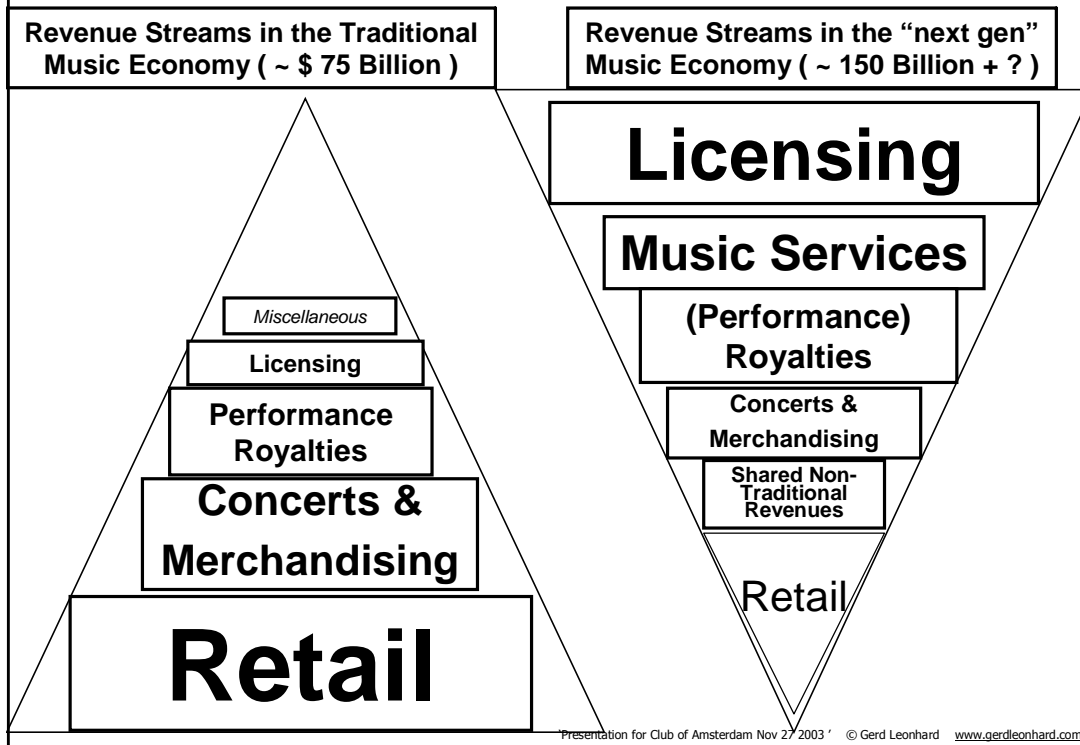 Revenue Streams in the Traditional
Music Economy ( ~ $ 75 Billion )
Miscellaneous
Licensing
Performance
Royalties
Concerts &
Merchandising
Retail
Revenue Streams in the “next gen”
Music Economy ( ~ 150 Billion + ? )
Licensing
Music Services
(Performance)
Royalties
Concerts &
Merchandising
Shared Non-
Traditional
Revenues
Retail
'Presentation for Club of Amsterdam Nov 27 2003 ' © Gerd Leonhard www.gerdleonhard.com